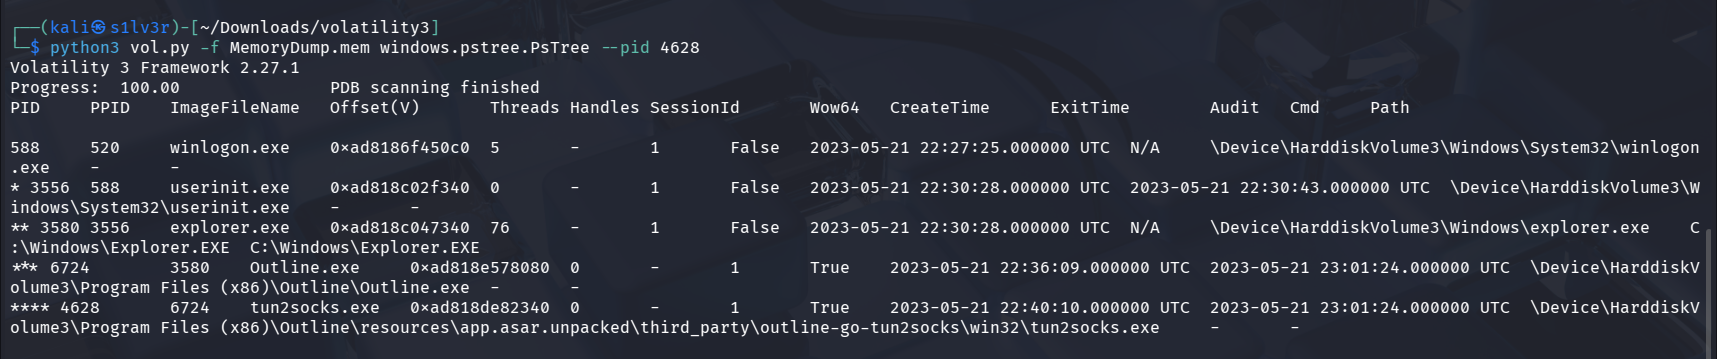 ┌──(kali㉿s1lv3r)-[~/Downloads/volatility3]
└─$ python3 vol.py -f MemoryDump.mem windows.pstree.PsTree --pid 4628
Volatility 3 Framework 2.27.1
Progress:  100.00               PDB scanning finished
PID     PPID    ImageFileName   Offset(V)       Threads Handles SessionId       Wow64   CreateTime      ExitTime        Audit   Cmd     Path
588     520     winlogon.exe    0xad8186f450c0  5       -       1       False   2023-05-21 22:27:25.000000 UTC  N/A     \Device\HarddiskVolume3\Windows\System32\winlogon
.exe    -       -
* 3556  588     userinit.exe    0xad818c02f340  0       -       1       False   2023-05-21 22:30:28.000000 UTC  2023-05-21 22:30:43.000000 UTC  \Device\HarddiskVolume3\W
indows\System32\userinit.exe    -       -
** 3580 3556    explorer.exe    0xad818c047340  76      -       1       False   2023-05-21 22:30:28.000000 UTC  N/A     \Device\HarddiskVolume3\Windows\explorer.exe    C
:\Windows\Explorer.EXE  C:\Windows\Explorer.EXE
*** 6724        3580    Outline.exe     0xad818e578080  0       -       1       True    2023-05-21 22:36:09.000000 UTC  2023-05-21 23:01:24.000000 UTC  \Device\HarddiskV
olume3\Program Files (x86)\Outline\Outline.exe  -       -
**** 4628       6724    tun2socks.exe   0xad818de82340  0       -       1       True    2023-05-21 22:40:10.000000 UTC  2023-05-21 23:01:24.000000 UTC  \Device\HarddiskV
olume3\Program Files (x86)\Outline\resources\app.asar.unpacked\third_party\outline-go-tun2socks\win32\tun2socks.exe     -       -